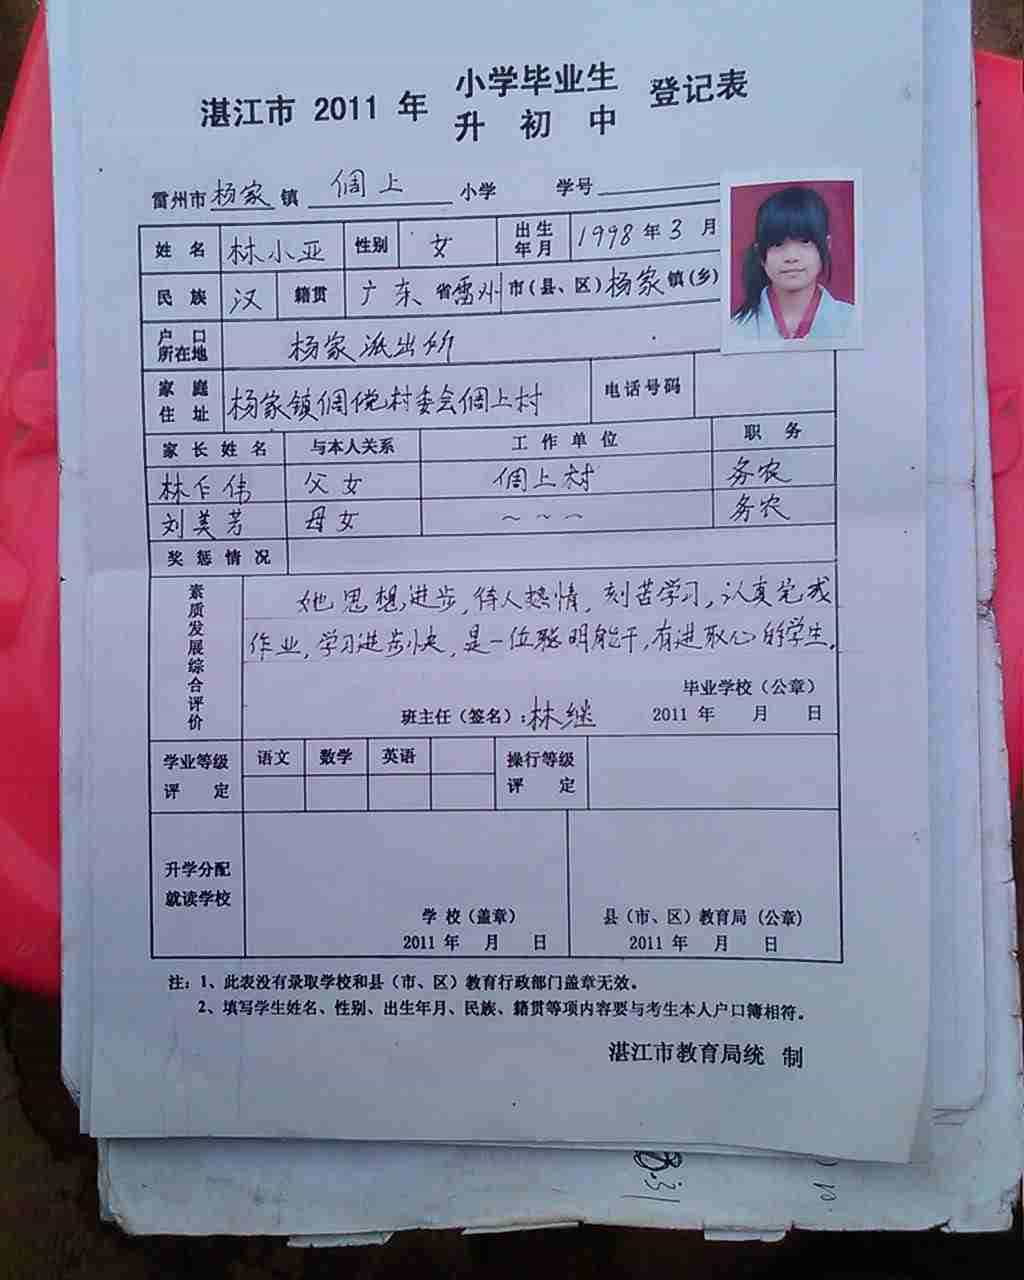 湛江市 2011 年 小学毕业生 登记表
升 初 中
雷州市杨家镇 倜上 小学 学号
姓 名 林小亚 性别 女 出生年月 1998 年 3 月
民 族 汉 籍贯 广东 省雷州市(县、区)杨家镇(乡)
户 口所在地 杨家派出所
家 庭住 址 杨家镇倜傥村委会倜上村 电话号码
家 长 姓 名 与本人关系 工 作 单 位 职 务
林 伟 父女 倜上村 务农
刘美芳 母女 ～～～ 务农
奖 惩 情 况
素质发展综合评价
她思想进步,待人热情,刻苦学习,认真完成
作业,学习进步快,是一位聪明能干,有进取心的学生。
毕业学校(公章)
班主任(签名):林继 2011 年 月 日
学业等级评 定 语文 数学 英语 操行等级评 定
升学分配
就读学校
学 校(盖章) 县(市、区)教育局 (公章)
2011 年 月 日 2011 年 月 日
注: 1、此表没有录取学校和县(市、区)教育行政部门盖章无效。
2、填写学生姓名、性别、出生年月、民族、籍贯等项内容要与考生本人户口簿相符。
湛江市教育局统 制